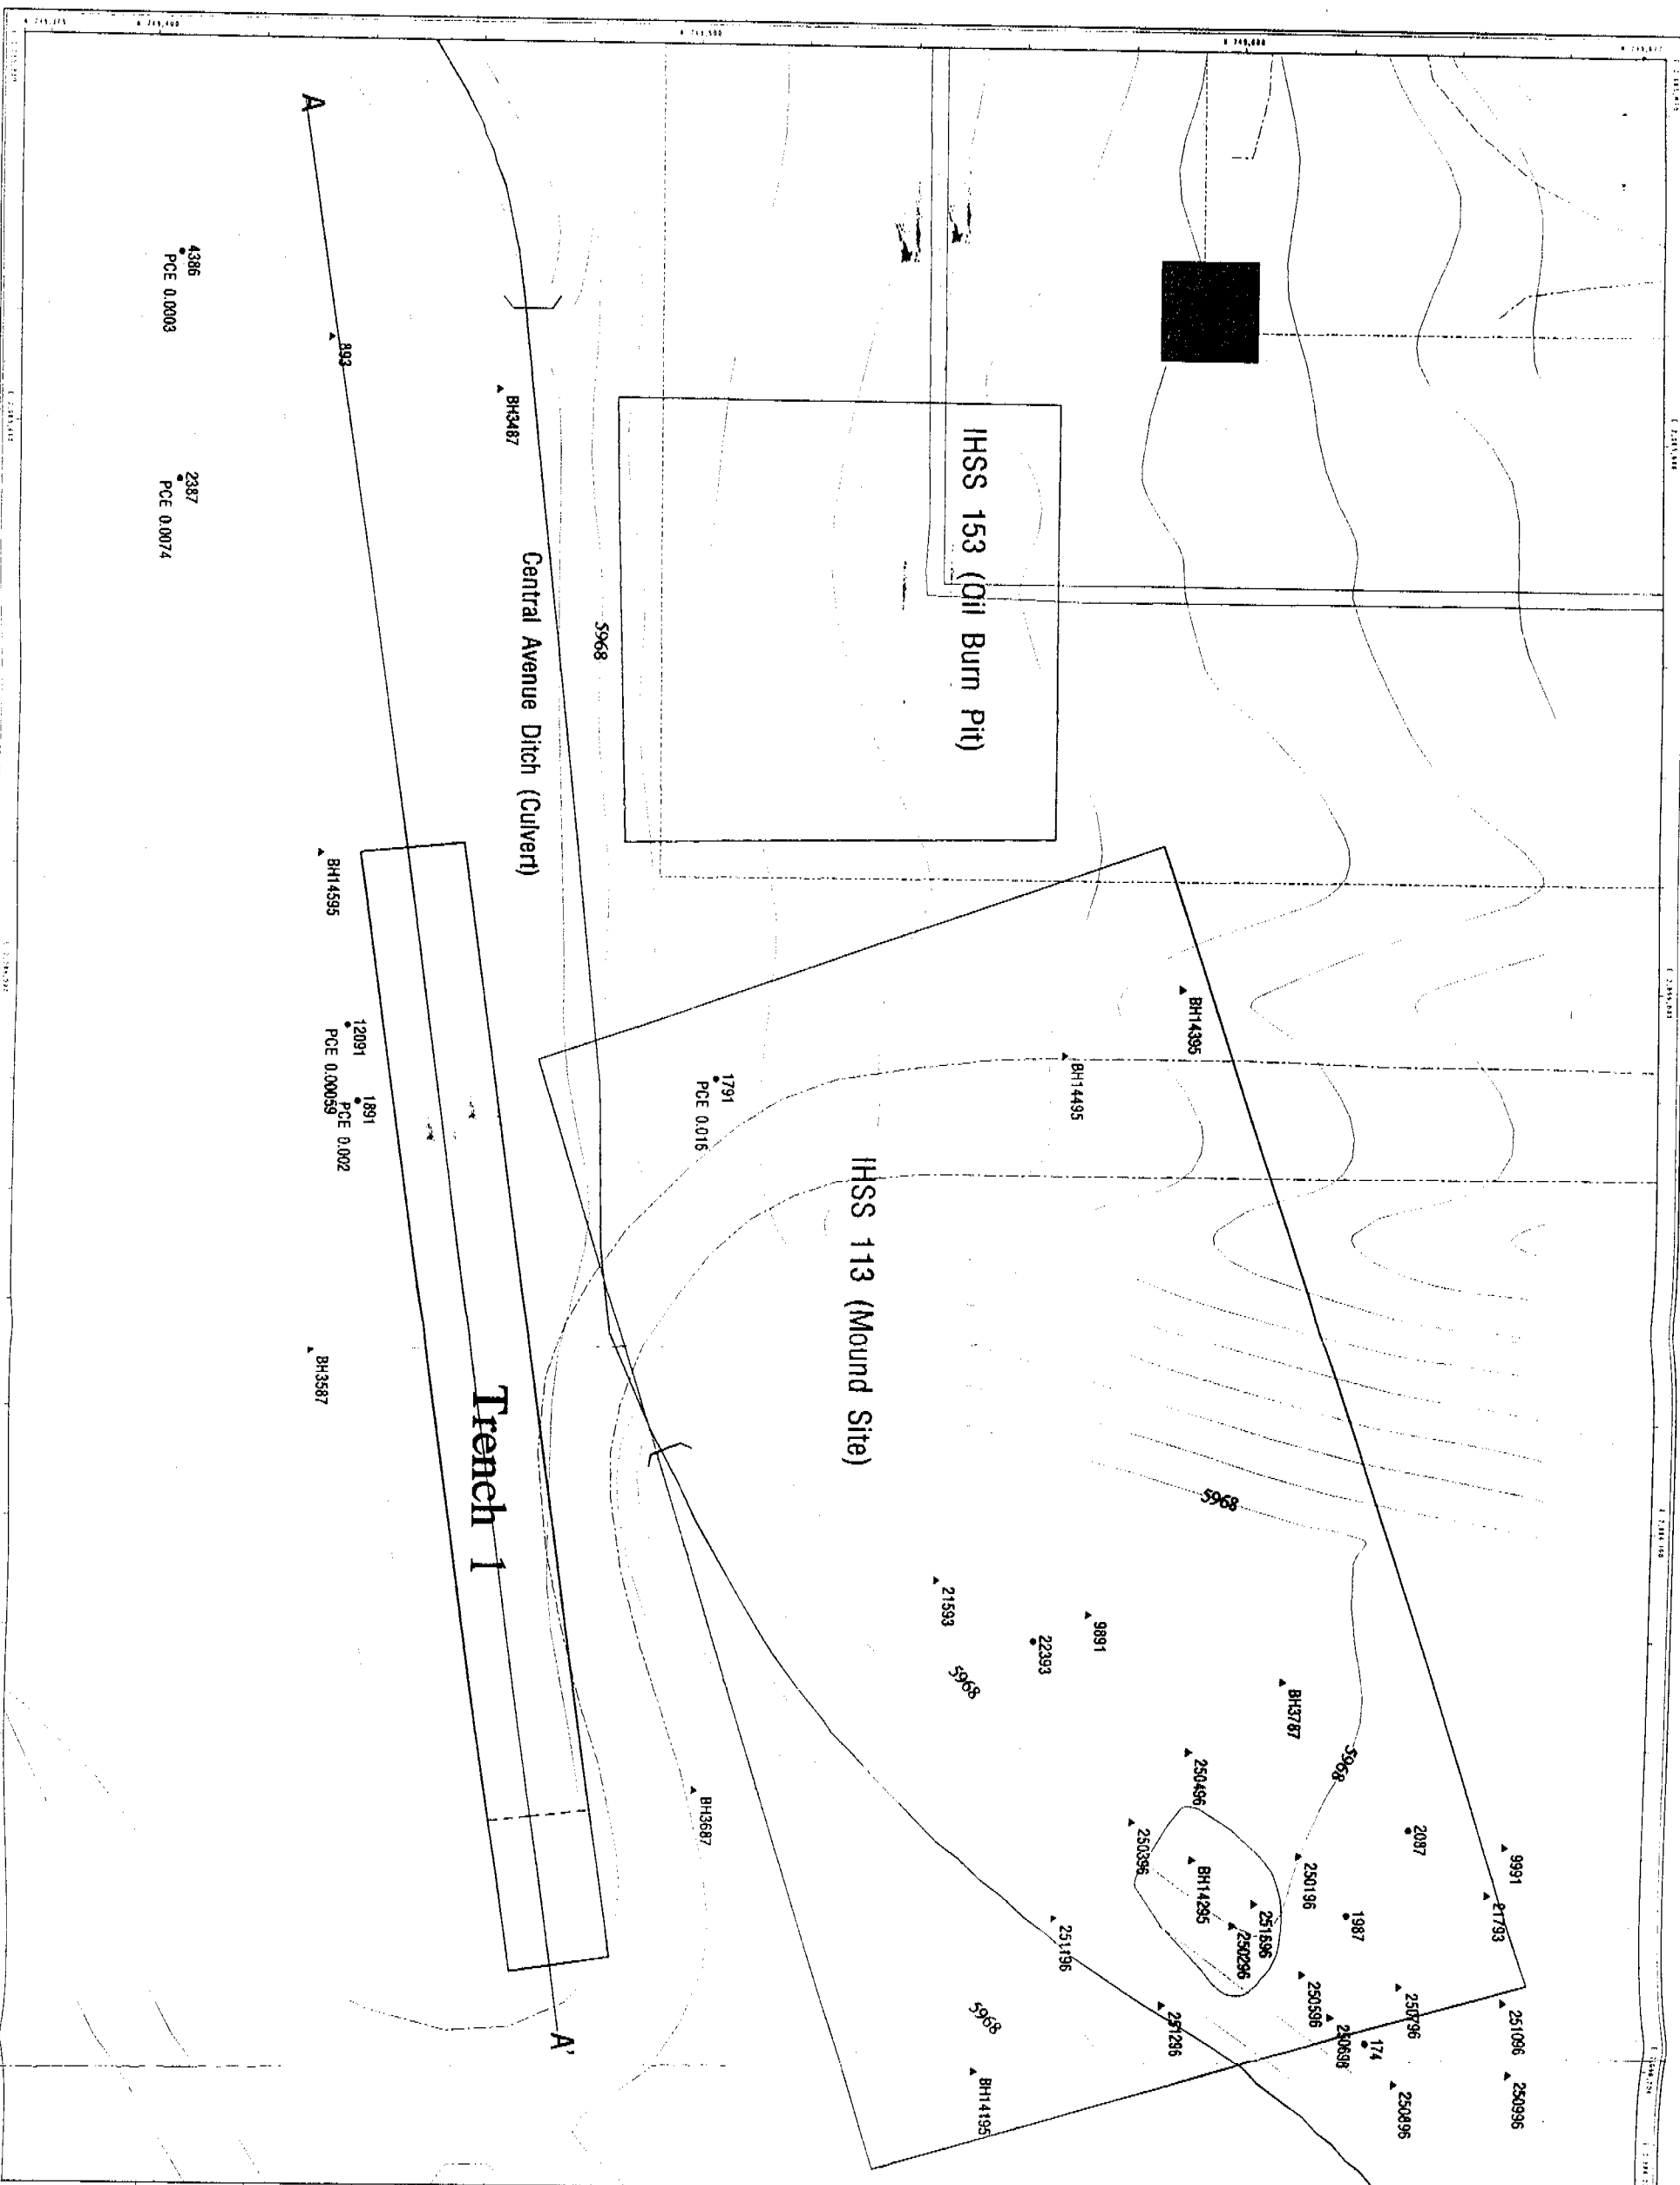 A
4386
PCE 0.0003
893
BH3487
2387
PCE 0.0074
IHSS 153 (Oil Burn Pit)
5968
Central Avenue Ditch (Culvert)
BH14595
12091
PCE 0.00059
1891
PCE 0.002
1791
PCE 0.016
BH14395
BH14495
IHSS 113 (Mound Site)
BH3587
Trench 1
5968
21593
9891
22393
5968
BH3787
5968
BH3687
250496
250396
BH14295
250196
2087
9991
21793
1987
251696
250296
251196
250596
250796
251096
250698
174
251296
5968
BH14195
250896
250996
A'